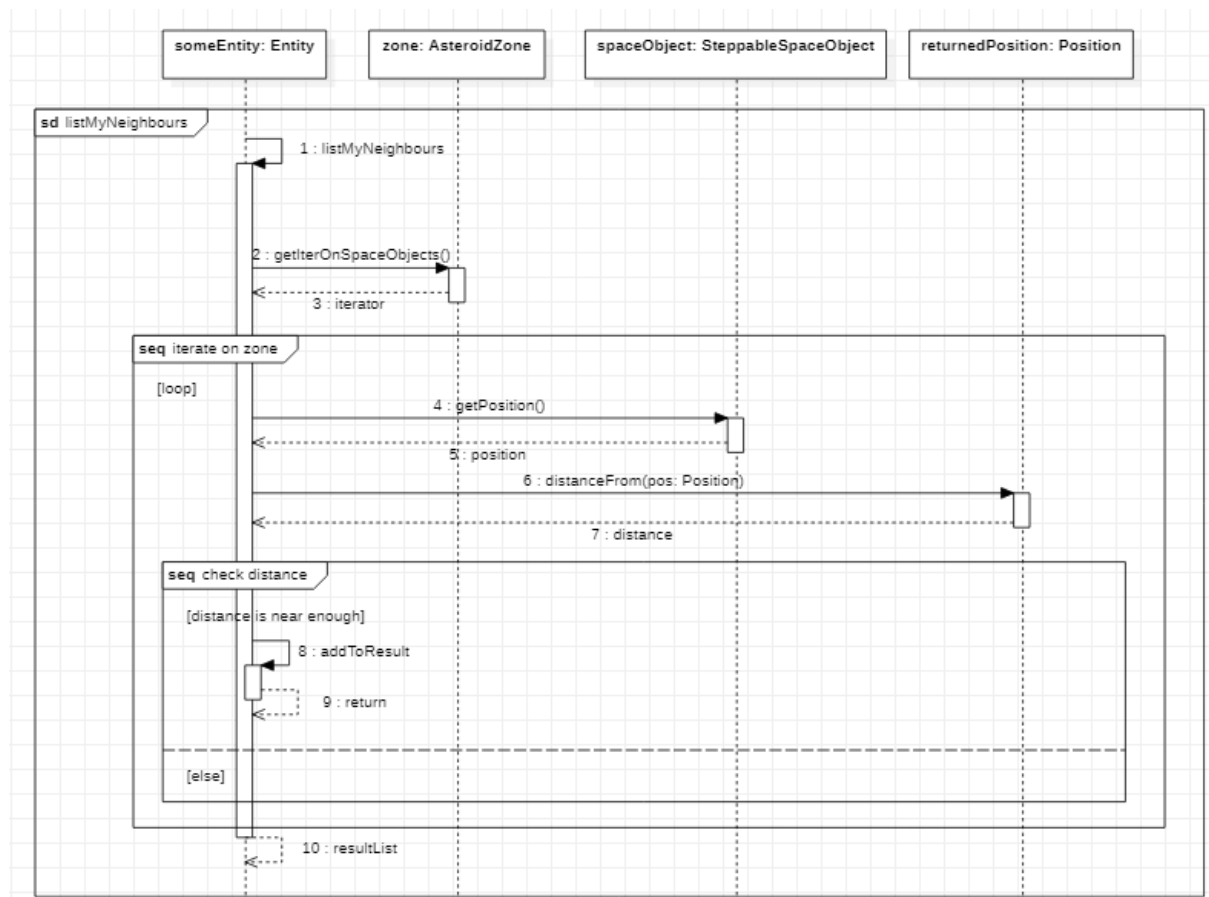 someEntity: Entity
zone: AsteroidZone
spaceObject: SteppableSpaceObject
returnedPosition: Position
sd listMyNeighbours
1 : listMyNeighbours
2 : getIterOnSpaceObjects()
3 : iterator
seq iterate on zone
[loop]
4 : getPosition()
5 : position
6 : distanceFrom(pos: Position)
7 : distance
seq check distance
[distance is near enough]
8 : addToResult
9 : return
[else]
10 : resultList